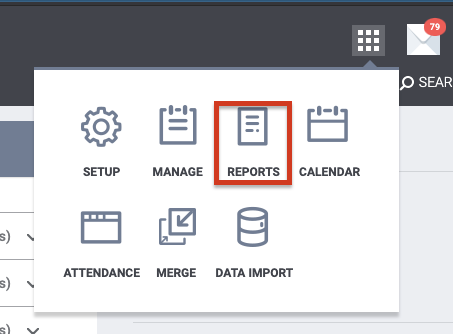 79
SEAR
SETUP
MANAGE
REPORTS
CALENDAR
s)
ATTENDANCE
MERGE
DATA IMPORT
s)
s)